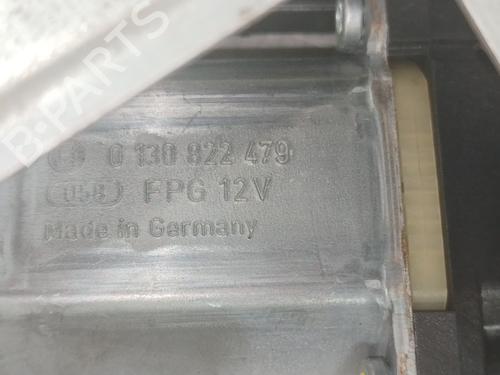 B-PARTS
0 130 822 479
058 FPG 12V
Made in Germany